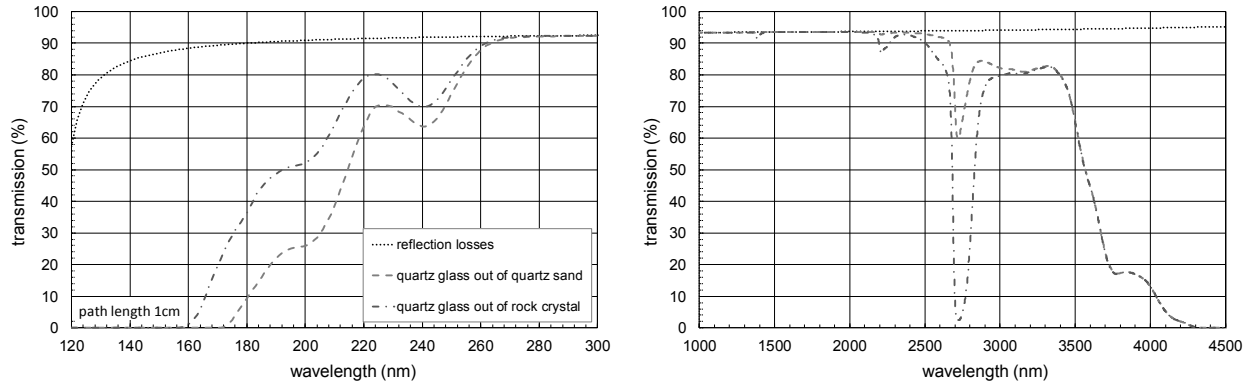 100
90
80
70
60
50
40
30
20
10
0
transmission (%)
reflection losses
quartz glass out of quartz sand
quartz glass out of rock crystal
path length 1cm
120 140 160 180 200 220 240 260 280 300
wavelength (nm)
100
90
80
70
60
50
40
30
20
10
0
transmission (%)
1000 1500 2000 2500 3000 3500 4000 4500
wavelength (nm)